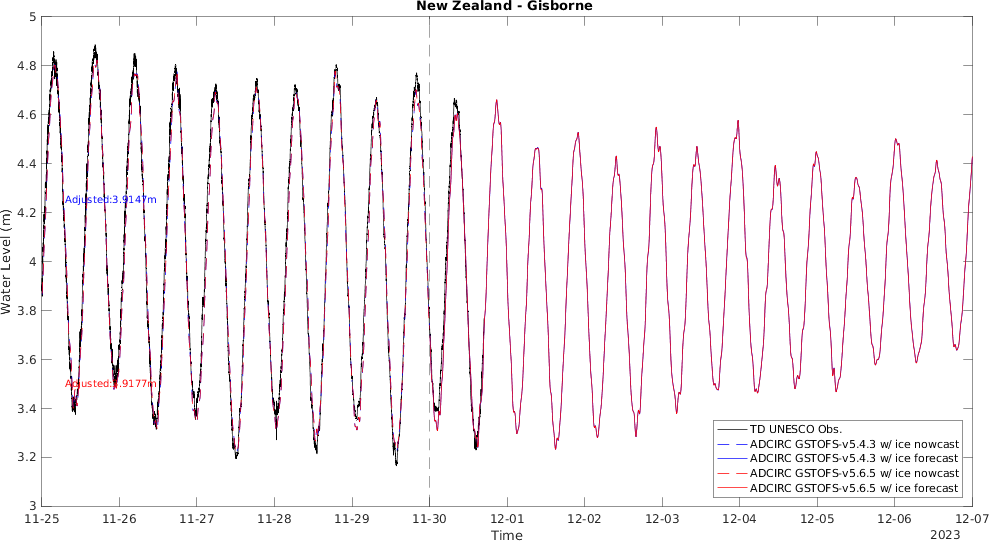 New Zealand - Gisborne
5
4.8
4.6
4.4
4.2
4
3.8
3.6
3.4
3.2
3
Water Level (m)
Adjusted:3.9147m
Adjusted:3.9177m
TD UNESCO Obs.
ADCIRC GSTOFS-v5.4.3 w/ ice nowcast
ADCIRC GSTOFS-v5.4.3 w/ ice forecast
ADCIRC GSTOFS-v5.6.5 w/ ice nowcast
ADCIRC GSTOFS-v5.6.5 w/ ice forecast
11-25 11-26 11-27 11-28 11-29 11-30 12-01 12-02 12-03 12-04 12-05 12-06 12-07
Time
2023